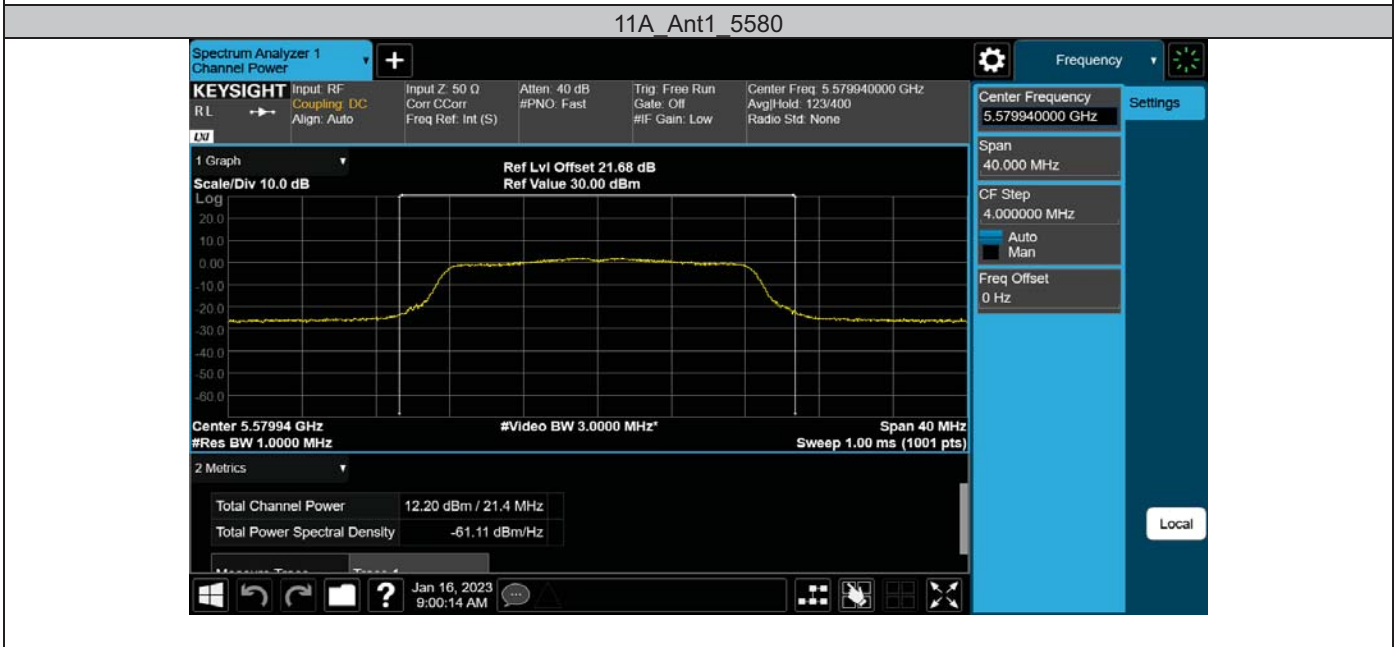 11A_Ant1_5580
Spectrum Analyzer 1
Channel Power
+
Frequency
KEYSIGHT
RL
LXI
Input: RF
Coupling: DC
Align: Auto
Input Z: 50 Ω
Corr CCorr
Freq Ref: Int (S)
Atten: 40 dB
#PNO: Fast
Trig: Free Run
Gate: Off
#IF Gain: Low
Center Freq: 5.579940000 GHz
Avg|Hold: 123/400
Radio Std: None
Center Frequency
5.579940000 GHz
Settings
Span
40.000 MHz
CF Step
4.000000 MHz
Auto
Man
Freq Offset
0 Hz
Local
1 Graph
Scale/Div 10.0 dB
Ref Lvl Offset 21.68 dB
Ref Value 30.00 dBm
Log
20.0
10.0
0.00
-10.0
-20.0
-30.0
-40.0
-50.0
-60.0
Center 5.57994 GHz
#Video BW 3.0000 MHz*
Span 40 MHz
#Res BW 1.0000 MHz
Sweep 1.00 ms (1001 pts)
2 Metrics
Total Channel Power 12.20 dBm / 21.4 MHz
Total Power Spectral Density -61.11 dBm/Hz
?
Jan 16, 2023
9:00:14 AM